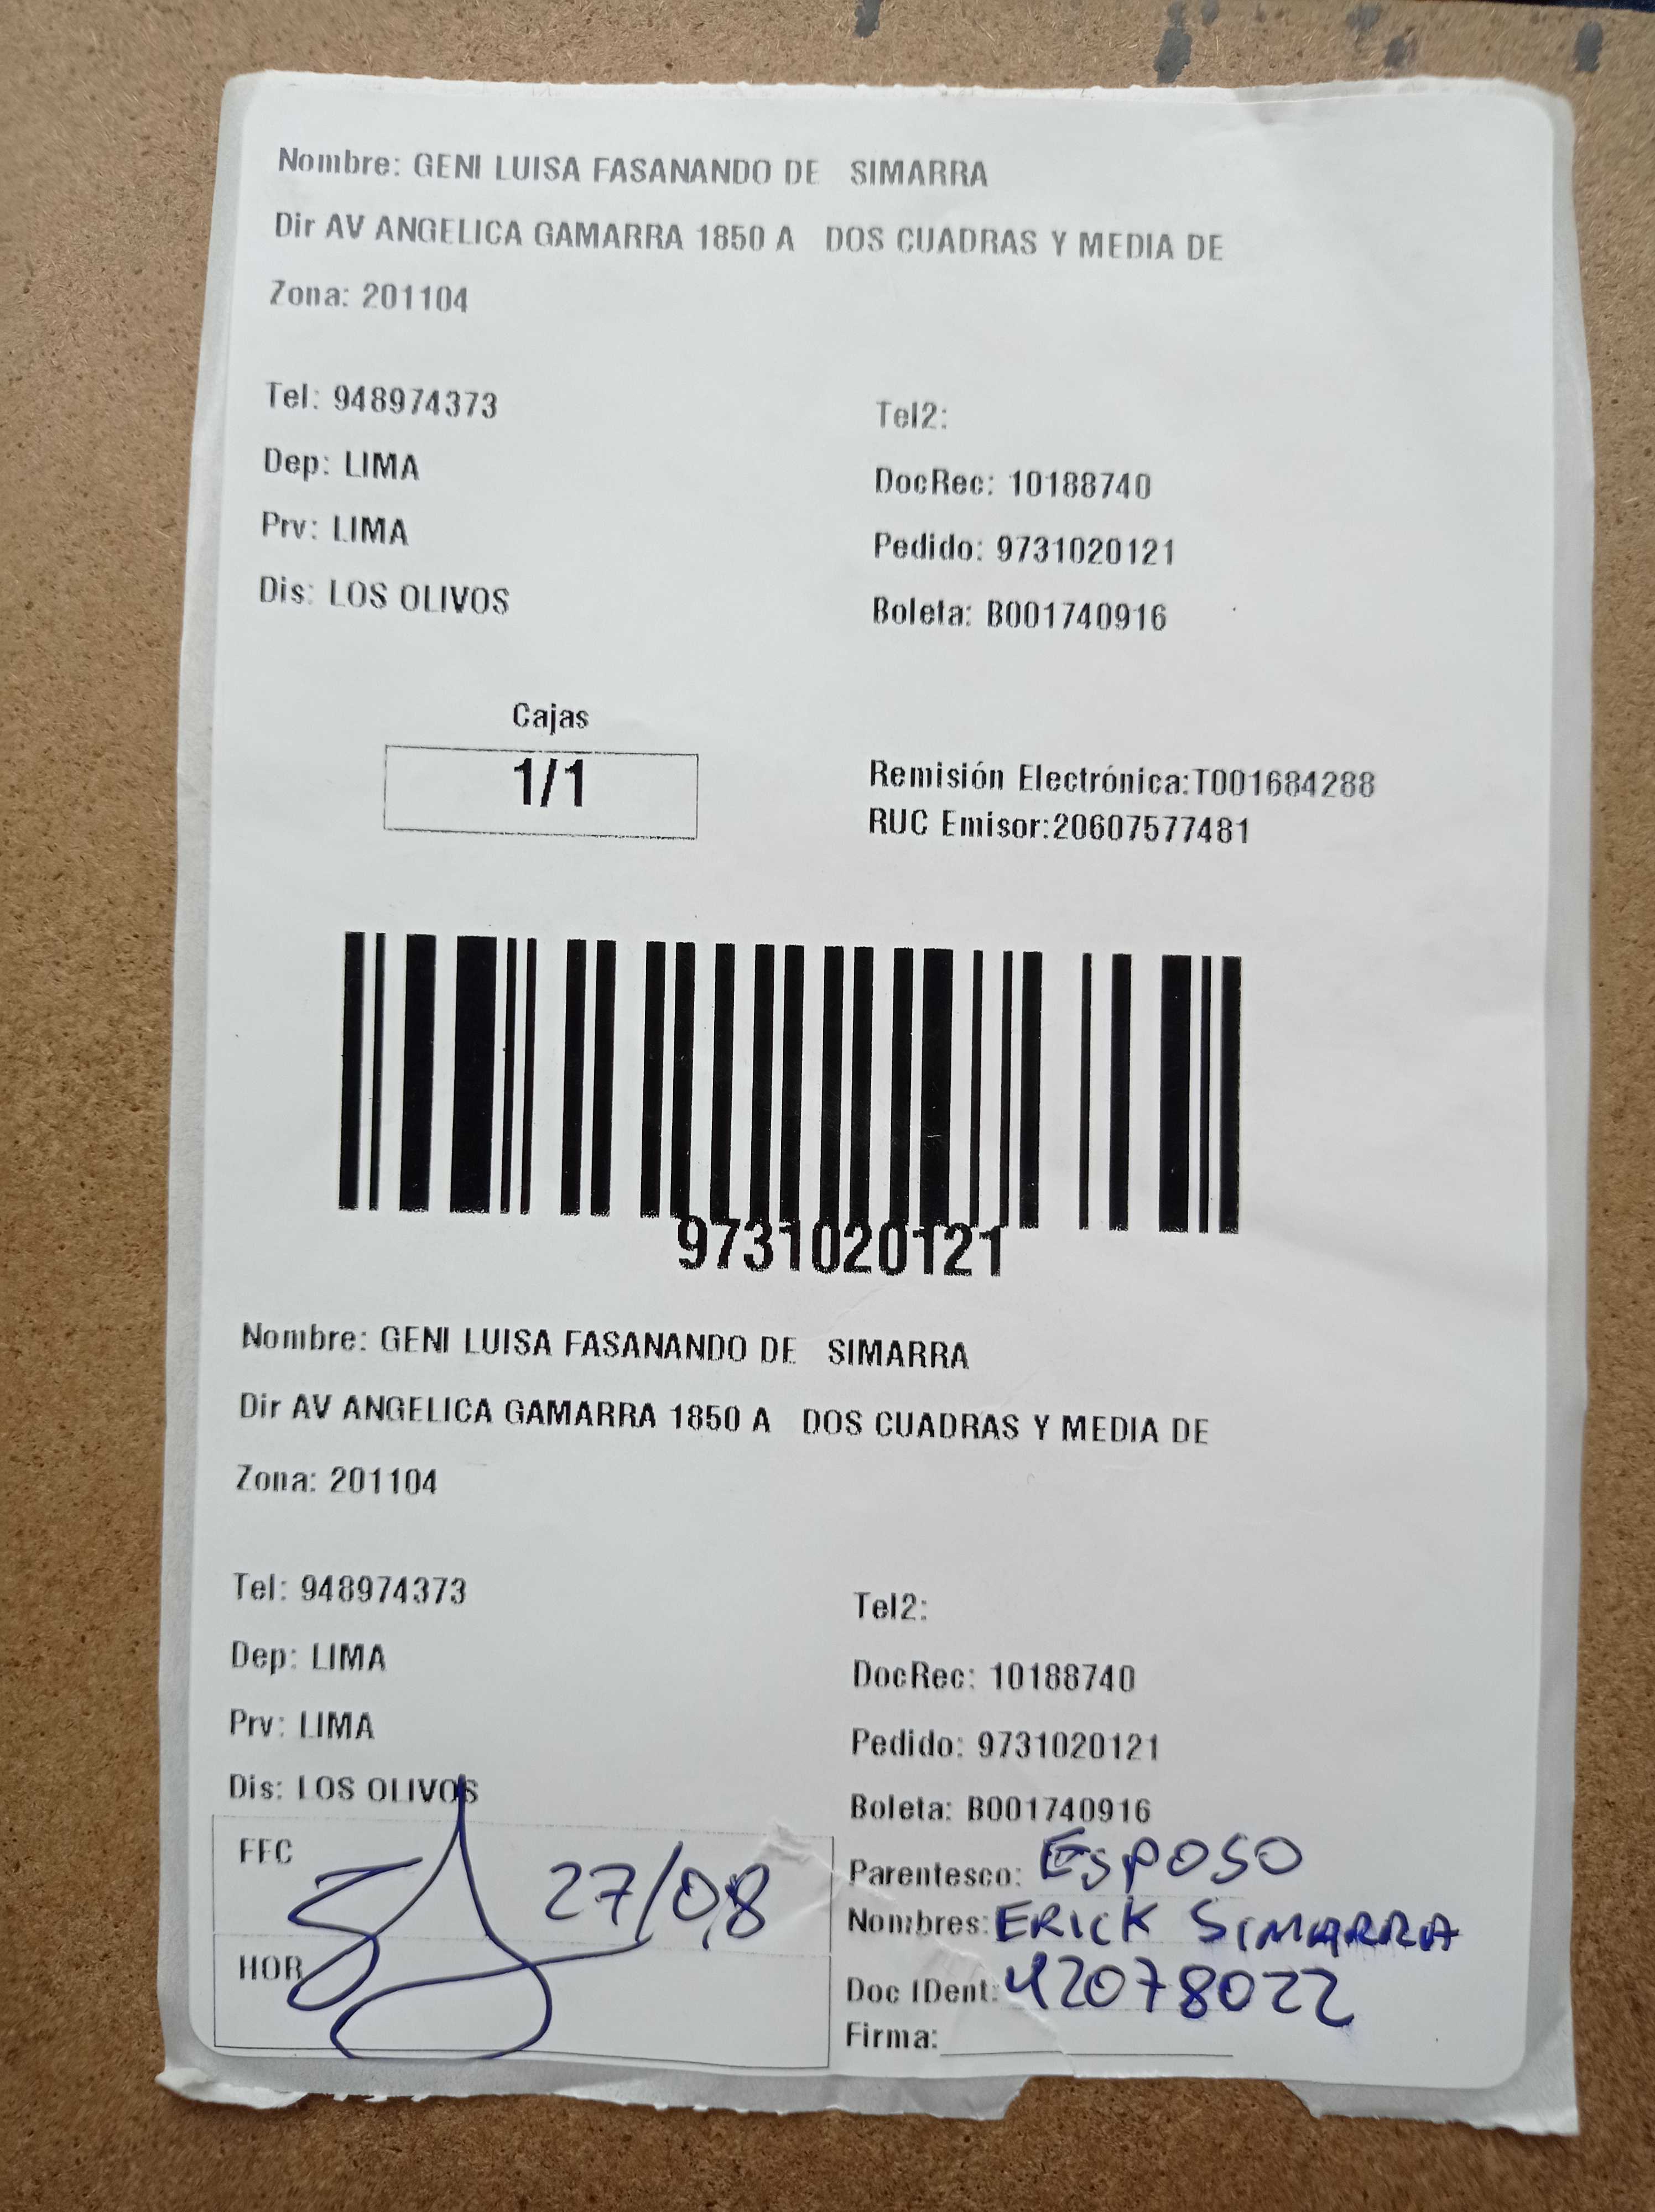 Nombre: GENI LUISA FASANANDO DE SIMARRA
Dir AV ANGELICA GAMARRA 1850 A DOS CUADRAS Y MEDIA DE
Zona: 201104
Tel: 948974373
Tel2:
Dep: LIMA
DocRec: 10188740
Prv: LIMA
Pedido: 9731020121
Dis: LOS OLIVOS
Boleta: B001740916
Cajas
1/1
Remisión Electrónica:T001684288
RUC Emisor:20607577481
9731020121
Nombre: GENI LUISA FASANANDO DE SIMARRA
Dir AV ANGELICA GAMARRA 1850 A DOS CUADRAS Y MEDIA DE
Zona: 201104
Tel: 948974373
Tel2:
Dep: LIMA
DocRec: 10188740
Prv: LIMA
Pedido: 9731020121
Dis: LOS OLIVOS
Boleta: B001740916
FFC
27/08
HOR
Parentesco: ESPOSO
Nombres: ERICK SIMARRA
Doc IDent: 42078022
Firma: